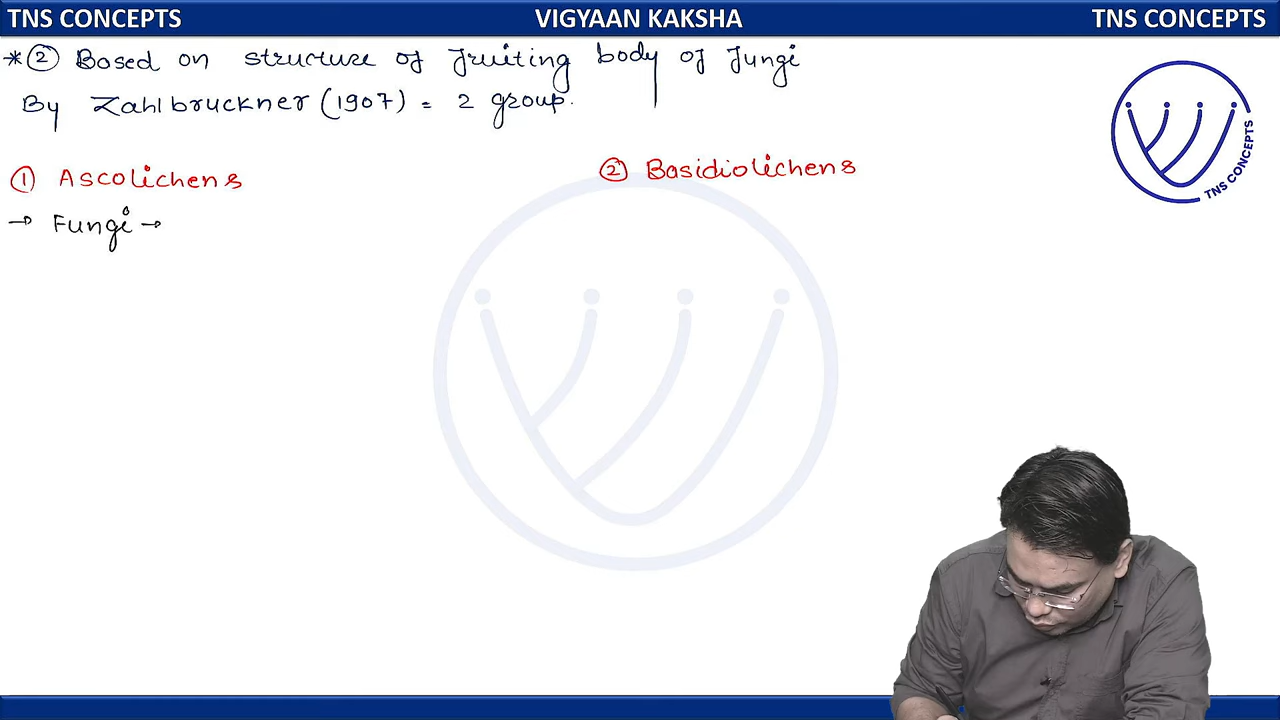 TNS CONCEPTS VIGYAAN KAKSHA TNS CONCEPTS
*② Based on structure of fruiting body of fungi
By Zahlbruckner (1907) = 2 group.
① Ascolichens
② Basidiolichens
→ Fungi →
TNS CONCEPTS